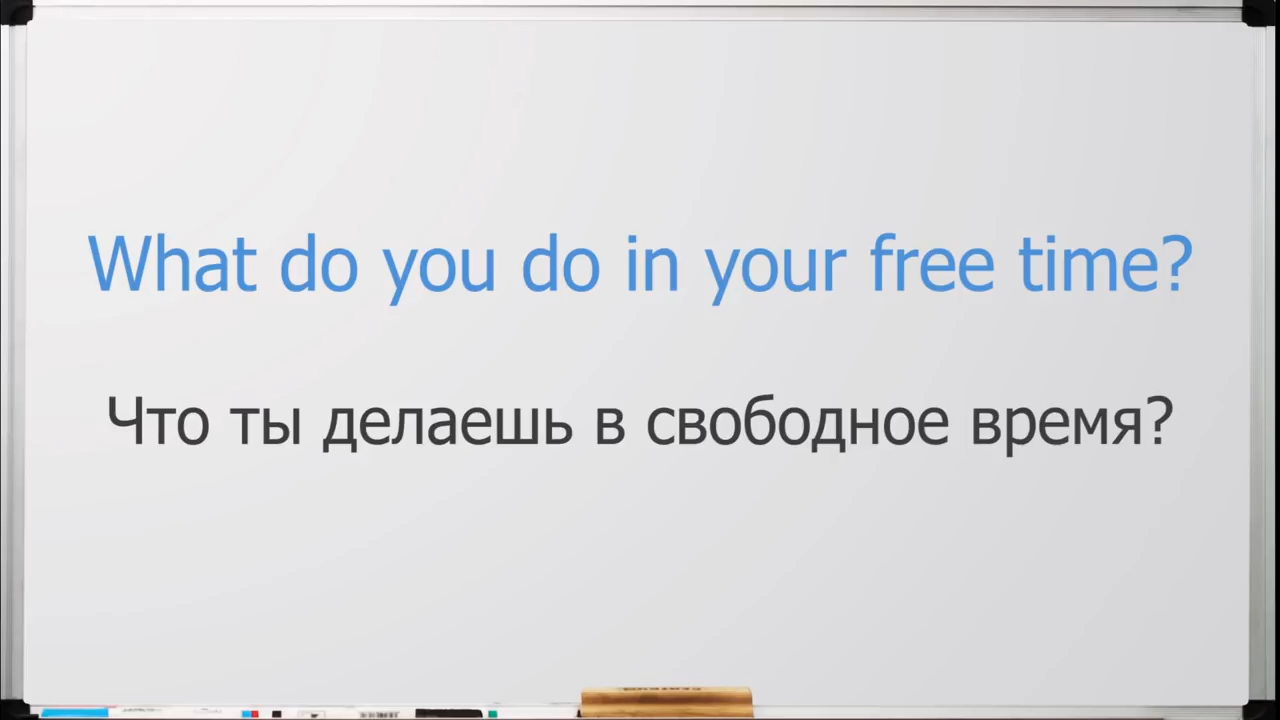 What do you do in your free time?
Что ты делаешь в свободное время?